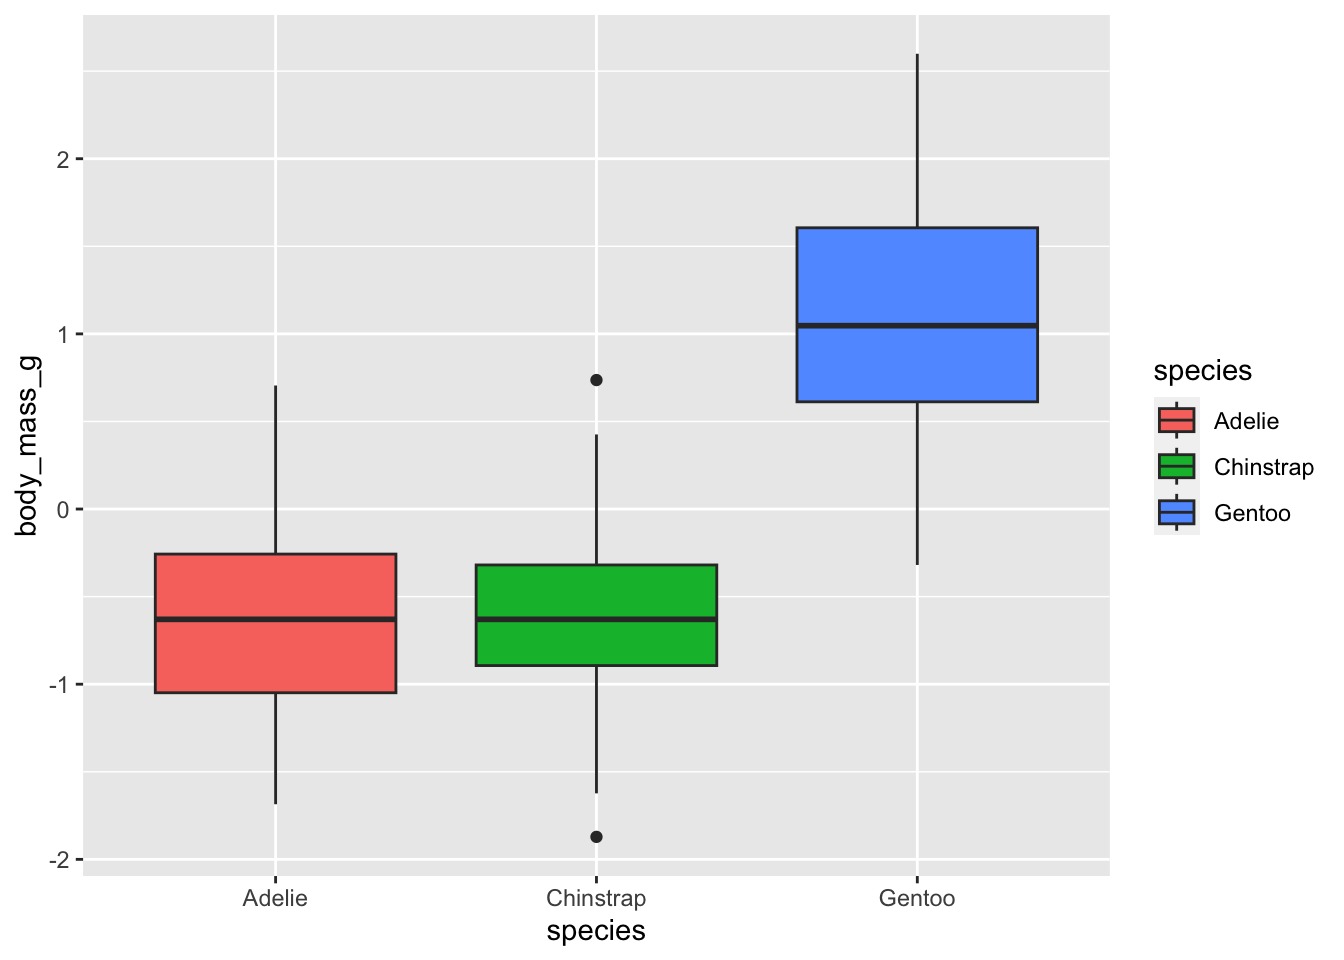 2
1
0
-1
-2
body_mass_g
Adelie
Chinstrap
Gentoo
species
species
Adelie
Chinstrap
Gentoo